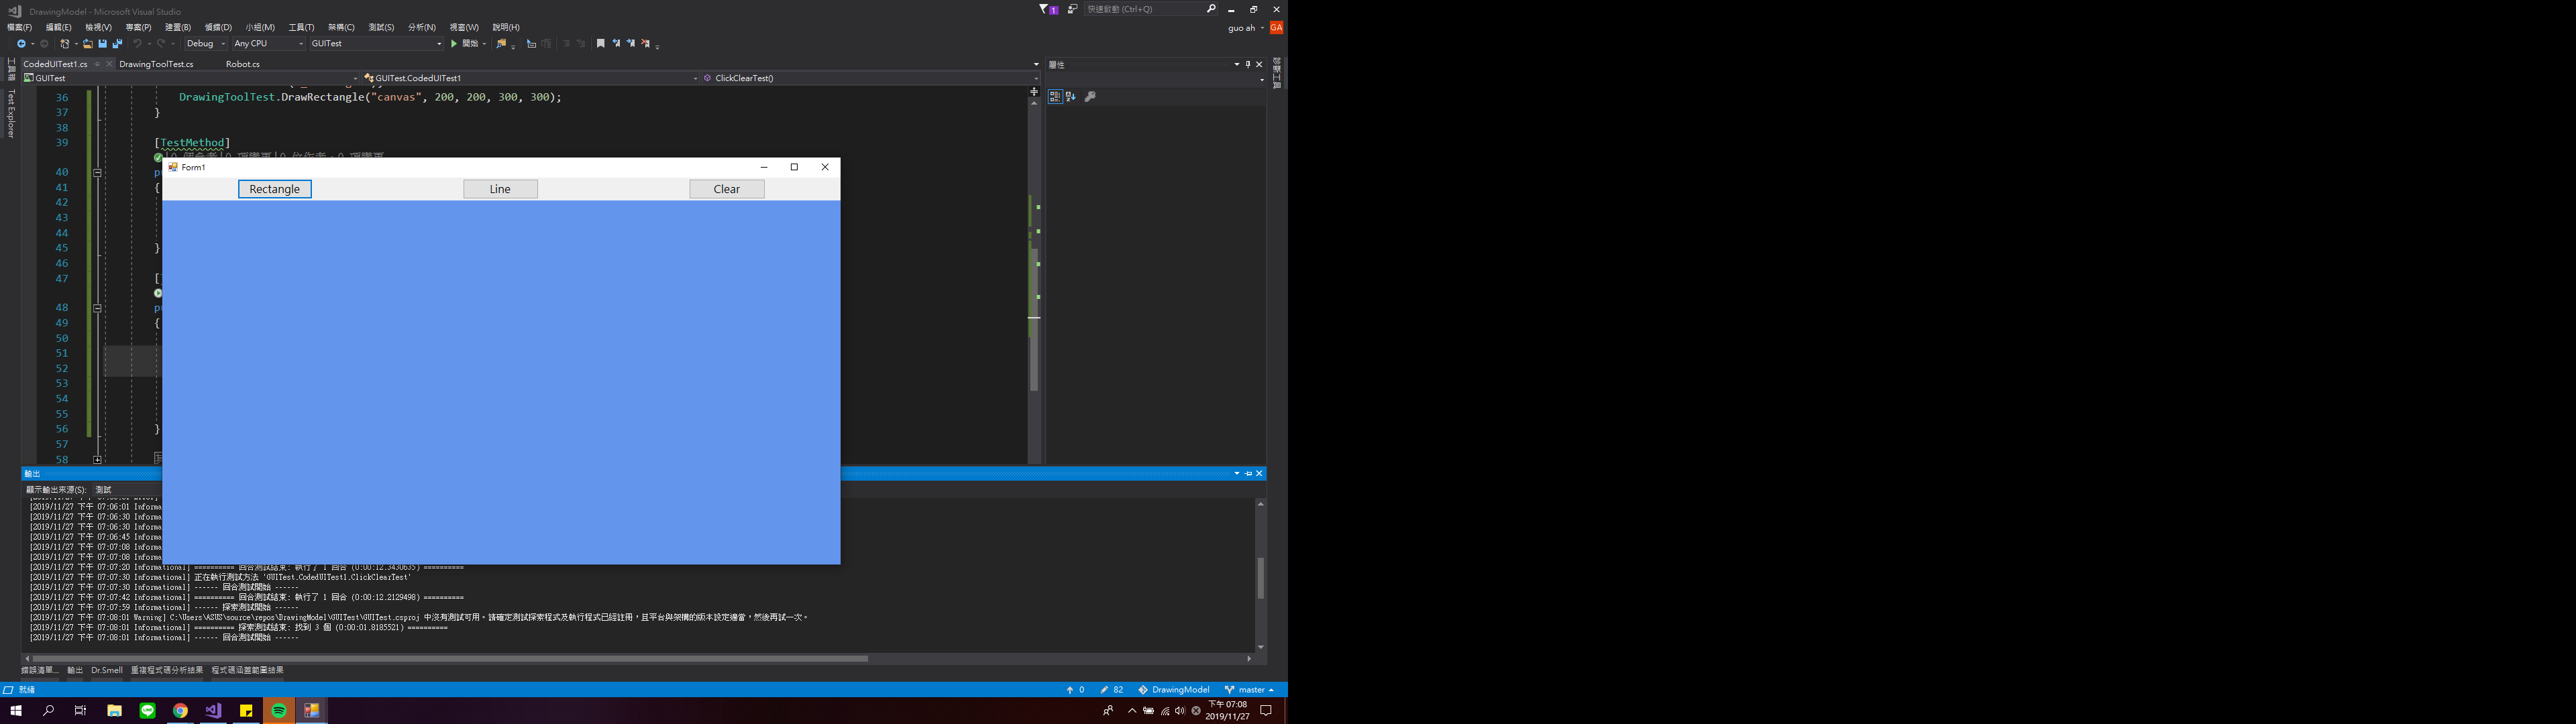 DrawingModel - Microsoft Visual Studio
1
快速啟動 (Ctrl+Q)
檔案(F) 編輯(E) 檢視(V) 專案(P) 建置(B) 偵錯(D) 小組(M) 工具(T) 架構(C) 測試(S) 分析(N) 視窗(W) 說明(H)
guo ah GA
Debug Any CPU GUITest 開始
CodedUITest1.cs DrawingToolTest.cs Robot.cs
屬性
GUITest GUITest.CodedUITest1 ClickClearTest()
Test Explorer
36 DrawingToolTest.DrawRectangle("canvas", 200, 200, 300, 300);
37 }
38
39 [TestMethod]
Form1
40
Rectangle Line Clear
41 {
42
43
44
45 }
46
47 [
48
49 {
50
51
52
53
54
55
56 }
57
58
輸出
顯示輸出來源(S): 測試
[2019/11/27 下午 07:06:01 Informa
[2019/11/27 下午 07:06:30 Informa
[2019/11/27 下午 07:06:30 Informa
[2019/11/27 下午 07:06:45 Informa
[2019/11/27 下午 07:07:08 Informa
[2019/11/27 下午 07:07:08 Informa
[2019/11/27 下午 07:07:20 Informational] ========== 回合測試結束: 執行了 1 回合 (0:00:12.3430635) ==========
[2019/11/27 下午 07:07:30 Informational] 正在執行測試方法 'GUITest.CodedUITest1.ClickClearTest'
[2019/11/27 下午 07:07:30 Informational] ------ 回合測試開始 ------
[2019/11/27 下午 07:07:42 Informational] ========== 回合測試結束: 執行了 1 回合 (0:00:12.2129498) ==========
[2019/11/27 下午 07:07:59 Informational] ------ 探索測試開始 ------
[2019/11/27 下午 07:08:01 Warning] C:\Users\ASUS\source\repos\DrawingModel\GUITest\GUITest.csproj 中沒有測試可用。請確定測試探索程式及執行程式已經註冊，且平台與架構的版本設定適當，然後再試一次。
[2019/11/27 下午 07:08:01 Informational] ========== 探索測試結束: 找到 3 個 (0:00:01.8185521) ==========
[2019/11/27 下午 07:08:01 Informational] ------ 回合測試開始 ------
錯誤清單... 輸出 Dr.Smell 重複程式碼分析結果 程式碼涵蓋範圍結果
就緒
0 82 DrawingModel master
下午 07:08
2019/11/27